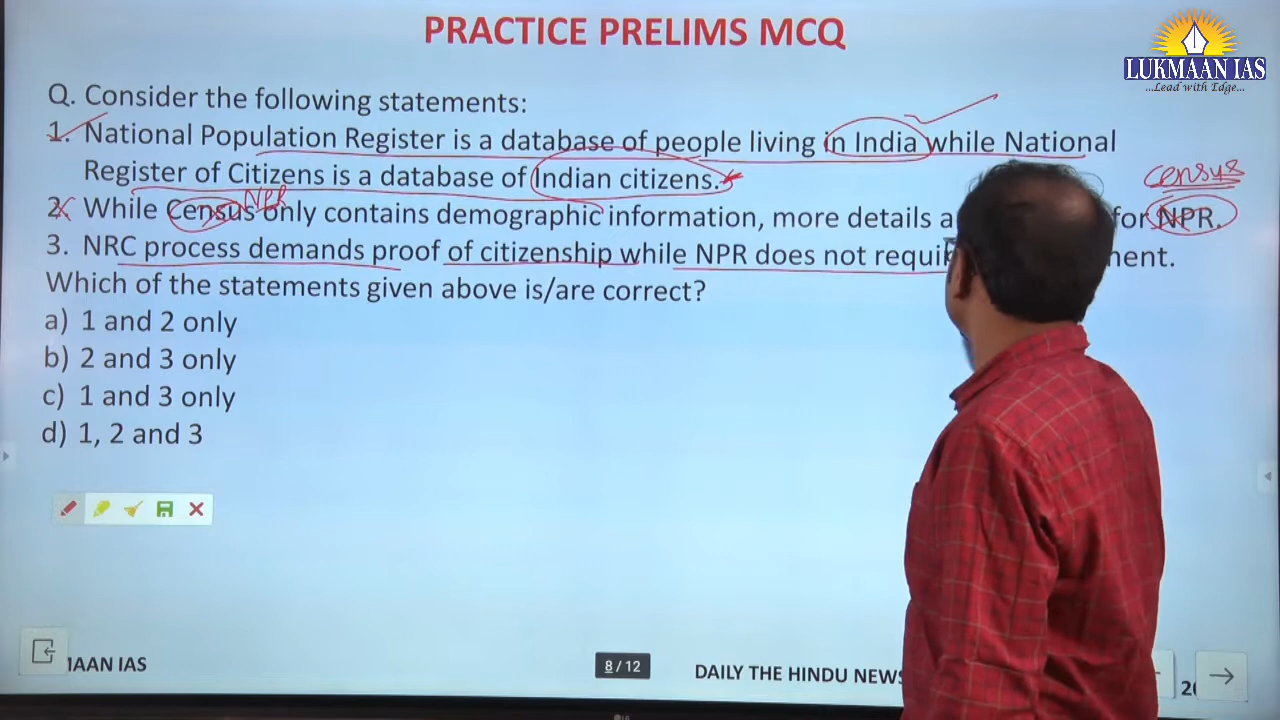 PRACTICE PRELIMS MCQ
LUKMAAN IAS
...Lead with Edge...
Q. Consider the following statements:
1. National Population Register is a database of people living in India while National
Register of Citizens is a database of Indian citizens.
census
NPR
2. While Census only contains demographic information, more details for NPR.
3. NRC process demands proof of citizenship while NPR does not
Which of the statements given above is/are correct?
a) 1 and 2 only
b) 2 and 3 only
c) 1 and 3 only
d) 1, 2 and 3
IAS
8/12
DAILY THE HINDU